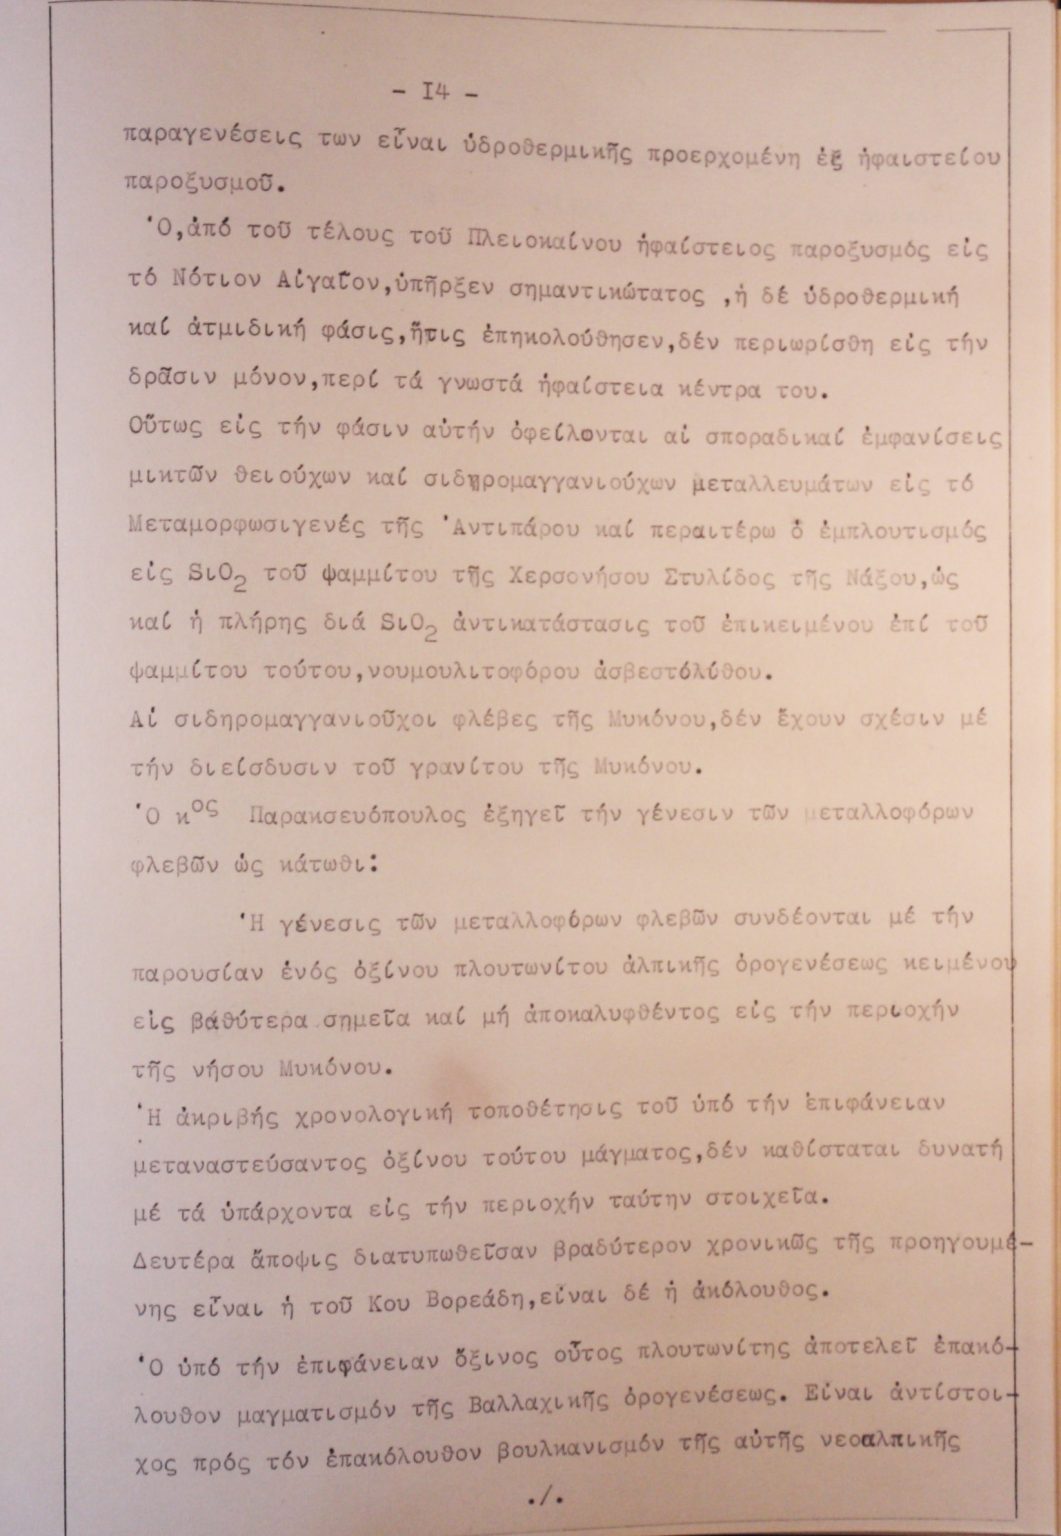 - I4 -
παραγενέσεις των εἶναι ὑδροθερμικῆς προερχομένη ἐξ ἡφαιστείου
παροξυσμοῦ.
Ὁ,ἀπό τοῦ τέλους τοῦ Πλειοκαίνου ἡφαίστειος παροξυσμός εἰς
τό Νότιον Αἰγαῖον,ὑπῆρξεν σημαντικώτατος ,ἡ δέ ὑδροθερμική
καί ἀτμιδική φάσις,ἥτις ἐπηκολούθησεν,δέν περιωρίσθη εἰς τήν
δρᾶσιν μόνον,περί τά γνωστά ἡφαίστεια κέντρα του.
Οὕτως εἰς τήν φάσιν αὐτήν ὀφείλονται αἱ σποραδικαί ἐμφανίσεις
μικτῶν θειούχων καί σιδηρομαγγανιούχων μεταλλευμάτων εἰς τό
Μεταμορφωσιγενές τῆς Ἀντιπάρου καί περαιτέρω ὁ ἐμπλουτισμός
εἰς SιO2 τοῦ ψαμμίτου τῆς Χερσονήσου Στυλίδος τῆς Νάξου,ὡς
καί ἡ πλήρης διά SιO2 ἀντικατάστασις τοῦ ἐπικειμένου ἐπί τοῦ
ψαμμίτου τούτου,νουμουλιτοφόρου ἀσβεστόλίθου.
Αἱ σιδηρομαγγανιοῦχοι φλέβες τῆς Μυκόνου,δέν ἔχουν σχέσιν μέ
τήν διείσδυσιν τοῦ γρανίτου τῆς Μυκόνου.
Ὁ κος Παρακσευόπουλος ἐξηγεῖ τήν γένεσιν τῶν μεταλλοφόρων
φλεβῶν ὡς κάτωθι:
Ἡ γένεσις τῶν μεταλλοφόρων φλεβῶν συνδέονται μέ τήν
παρουσίαν ἑνός ὀξίνου πλουτωνίτου ἀλπικῆς ὀρογενέσεως κειμένου
εἰς βάθύτερα σημεῖα καί μή ἀποκαλυφθέντος εἰς τήν περιοχήν
τῆς νήσου Μυκόνου.
Ἡ ἀκριβής χρονολογική τοποθέτησις τοῦ ὑπό τήν ἐπιφάνειαν
μεταναστεύσαντος ὀξίνου τούτου μάγματος,δέν καθίσταται δυνατή
μέ τά ὑπάρχοντα εἰς τήν περιοχήν ταύτην στοιχεῖα.
Δευτέρα ἄποψις διατυπωθεῖσαν βραδύτερον χρονικῶς τῆς προηγουμέ-
νης εἶναι ἡ τοῦ Κου Βορεάδη,εἶναι δέ ἡ ἀκόλουθος.
Ὁ ὑπό τήν ἐπιφάνειαν ὄξινος οὗτος πλουτωνίτης ἀποτελεῖ ἐπακό-
λουθον μαγματισμόν τῆς Βαλλαχικῆς ὀρογενέσεως. Εἶναι ἀντίστοι-
χος πρός τόν ἐπακόλουθον βουλκανισμόν τῆς αὐτῆς νεοαλπικῆς
./.